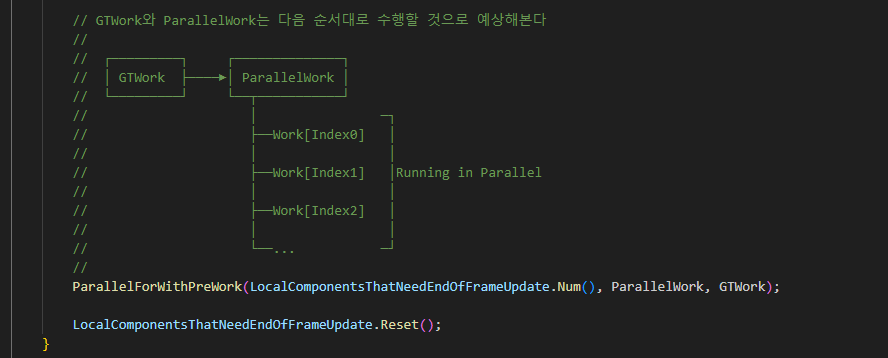 // GTWork와 ParallelWork는 다음 순서대로 수행할 것으로 예상해본다
//
//  ┌─────────┐     ┌──────────────┐
//  │ GTWork  ├────►│ ParallelWork │
//  └─────────┘     └──┬───────────┘
//                     │                ─┐
//                     ├──Work[Index0]   │
//                     │                 │
//                     ├──Work[Index1]   │Running in Parallel
//                     │                 │
//                     ├──Work[Index2]   │
//                     │                 │
//                     └──...           ─┘
//
ParallelForWithPreWork(LocalComponentsThatNeedEndOfFrameUpdate.Num(), ParallelWork, GTWork);
LocalComponentsThatNeedEndOfFrameUpdate.Reset();
}